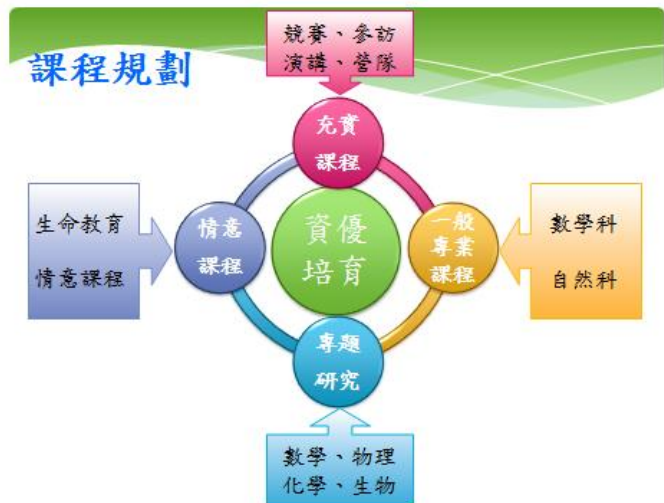 課程規劃
競賽、參訪
演講、營隊
充實
課程
生命教育
情意課程
情意
課程
資優
培育
一般
專業
課程
數學科
自然科
專題
研究
數學、物理
化學、生物